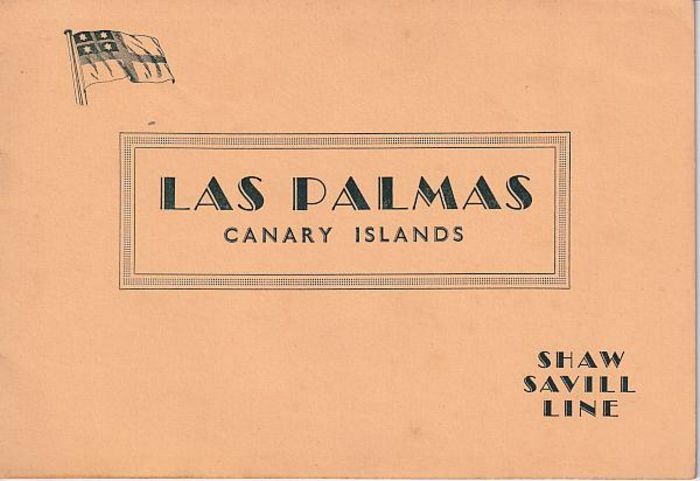 LAS PALMAS
CANARY ISLANDS
SHAW
SAVILL
LINE